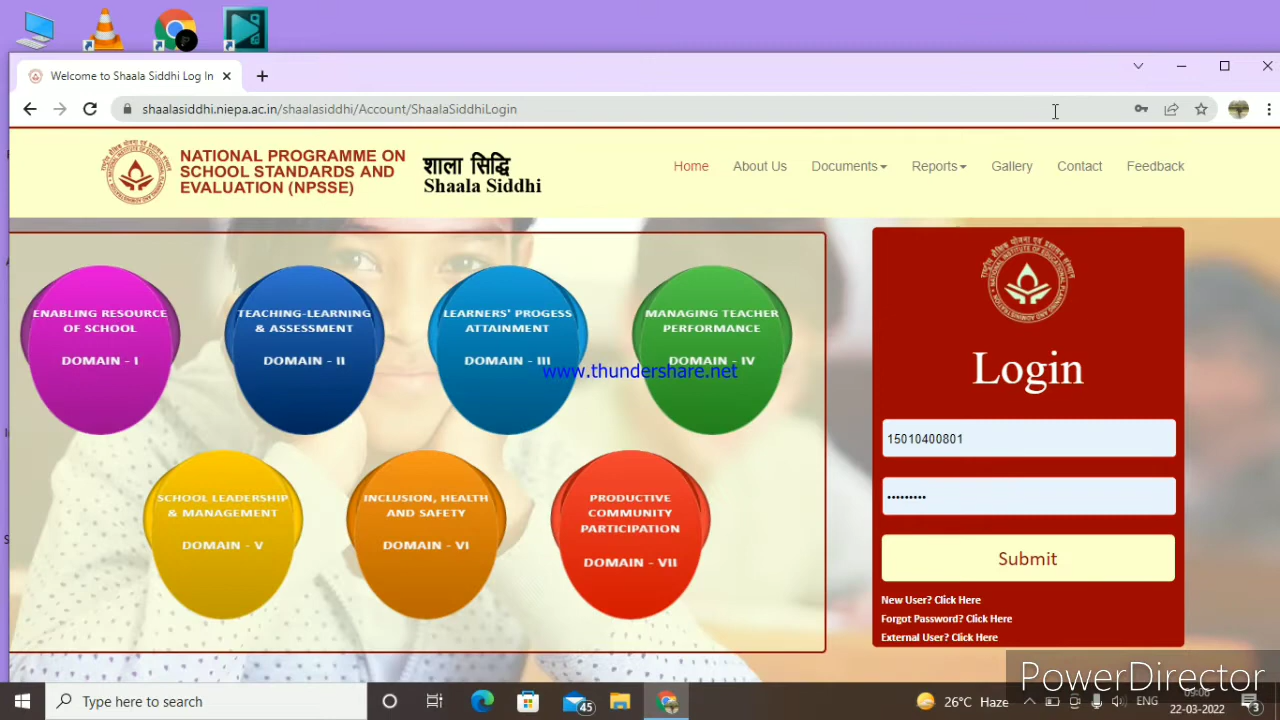 Welcome to Shaala Siddhi Log In
shaalasiddhi.niepa.ac.in/shaalasiddhi/Account/ShaalaSiddhiLogin
NATIONAL PROGRAMME ON
SCHOOL STANDARDS AND
EVALUATION (NPSSE)
शाला सिद्धि
Shaala Siddhi
Home About Us Documents Reports Gallery Contact Feedback
ENABLING RESOURCE
OF SCHOOL
DOMAIN - I
TEACHING-LEARNING
& ASSESSMENT
DOMAIN - II
LEARNERS' PROGESS
ATTAINMENT
DOMAIN - III
MANAGING TEACHER
PERFORMANCE
DOMAIN - IV
www.thundershare.net
SCHOOL LEADERSHIP
& MANAGEMENT
DOMAIN - V
INCLUSION, HEALTH
AND SAFETY
DOMAIN - VI
PRODUCTIVE
COMMUNITY
PARTICIPATION
DOMAIN - VII
Login
15010400801
•••••••••
Submit
New User? Click Here
Forgot Password? Click Here
External User? Click Here
PowerDirector
Type here to search
45
26°C Haze
ENG
22-03-2022
3